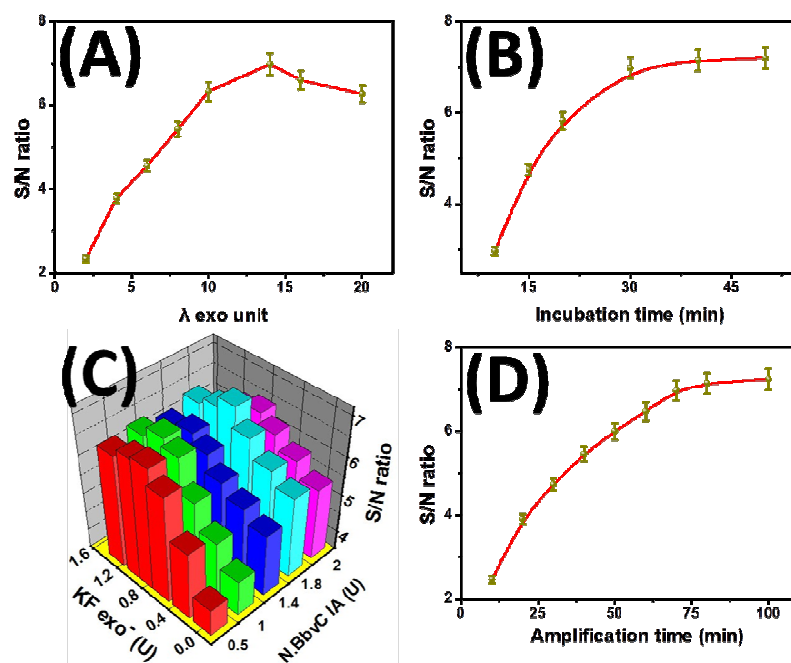 (A)
S/N ratio
8
6
4
2
0 5 10 15 20
λ exo unit
(B)
S/N ratio
8
6
4
15 30 45
Incubation time (min)
(C)
7
6
5
4
S/N ratio
1.6
1.2
0.8
0.4
0.0
KF exo⁻ (U)
0.5
1
1.4
1.8
2
N.BbvC IA (U)
(D)
S/N ratio
8
6
4
2
0 25 50 75 100
Amplification time (min)